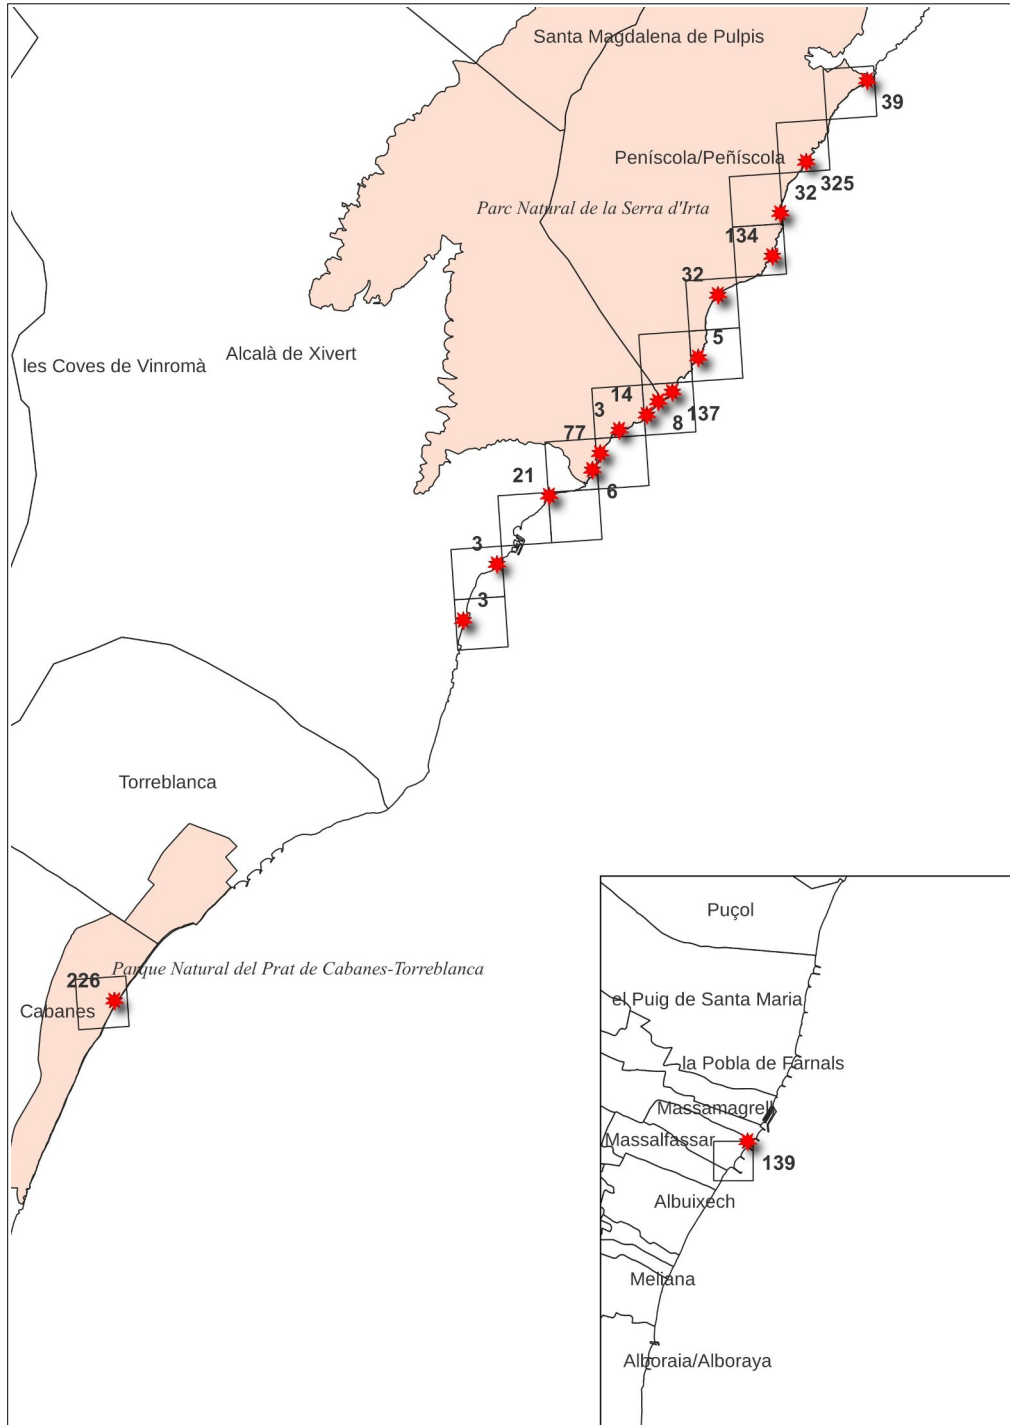 Santa Magdalena de Pulpis
39
Peníscola/Peñíscola
325
32
Parc Natural de la Serra d'Irta
134
32
5
les Coves de Vinromà
Alcalà de Xivert
14
3
137
8
77
21
6
3
3
Torreblanca
Puçol
Parque Natural del Prat de Cabanes-Torreblanca
226
Cabanes
el Puig de Santa Maria
la Pobla de Farnals
Massamagrell
Massalfassar
139
Albuixech
Meliana
Alboraia/Alboraya